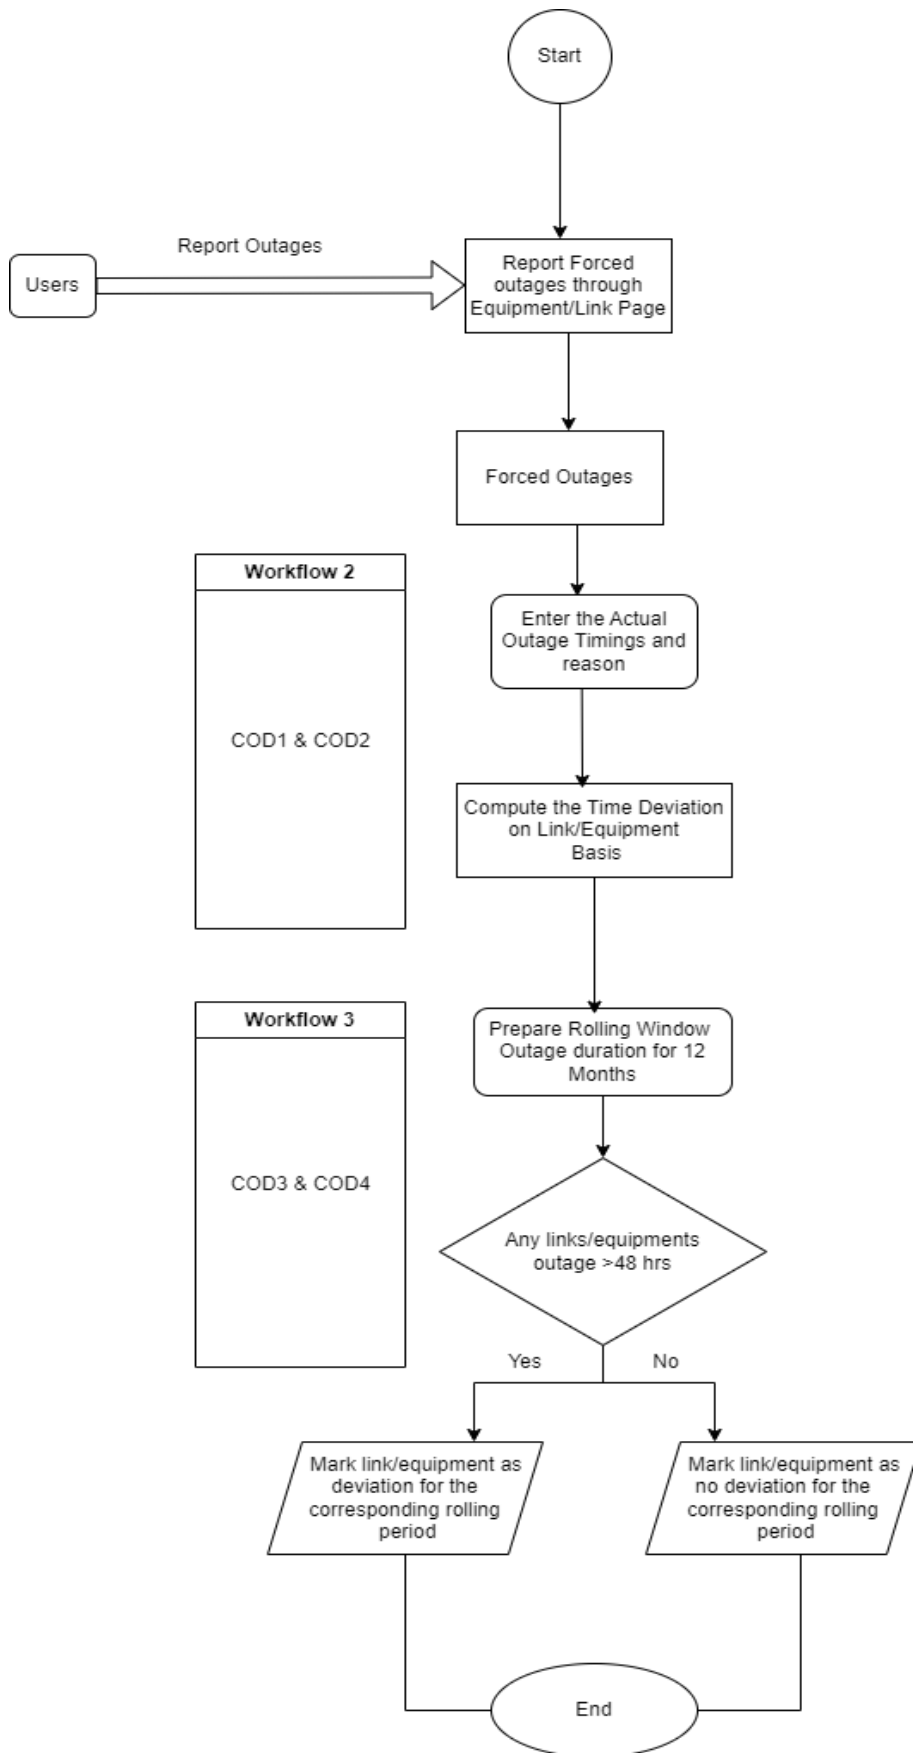 Start
Report Outages
Users
Report Forced
outages through
Equipment/Link Page
Forced Outages
Workflow 2
COD1 & COD2
Enter the Actual
Outage Timings and
reason
Compute the Time Deviation
on Link/Equipment
Basis
Workflow 3
COD3 & COD4
Prepare Rolling Window
Outage duration for 12
Months
Any links/equipments
outage >48 hrs
Yes
No
Mark link/equipment as
deviation for the
corresponding rolling
period
Mark link/equipment as
no deviation for the
corresponding rolling
period
End